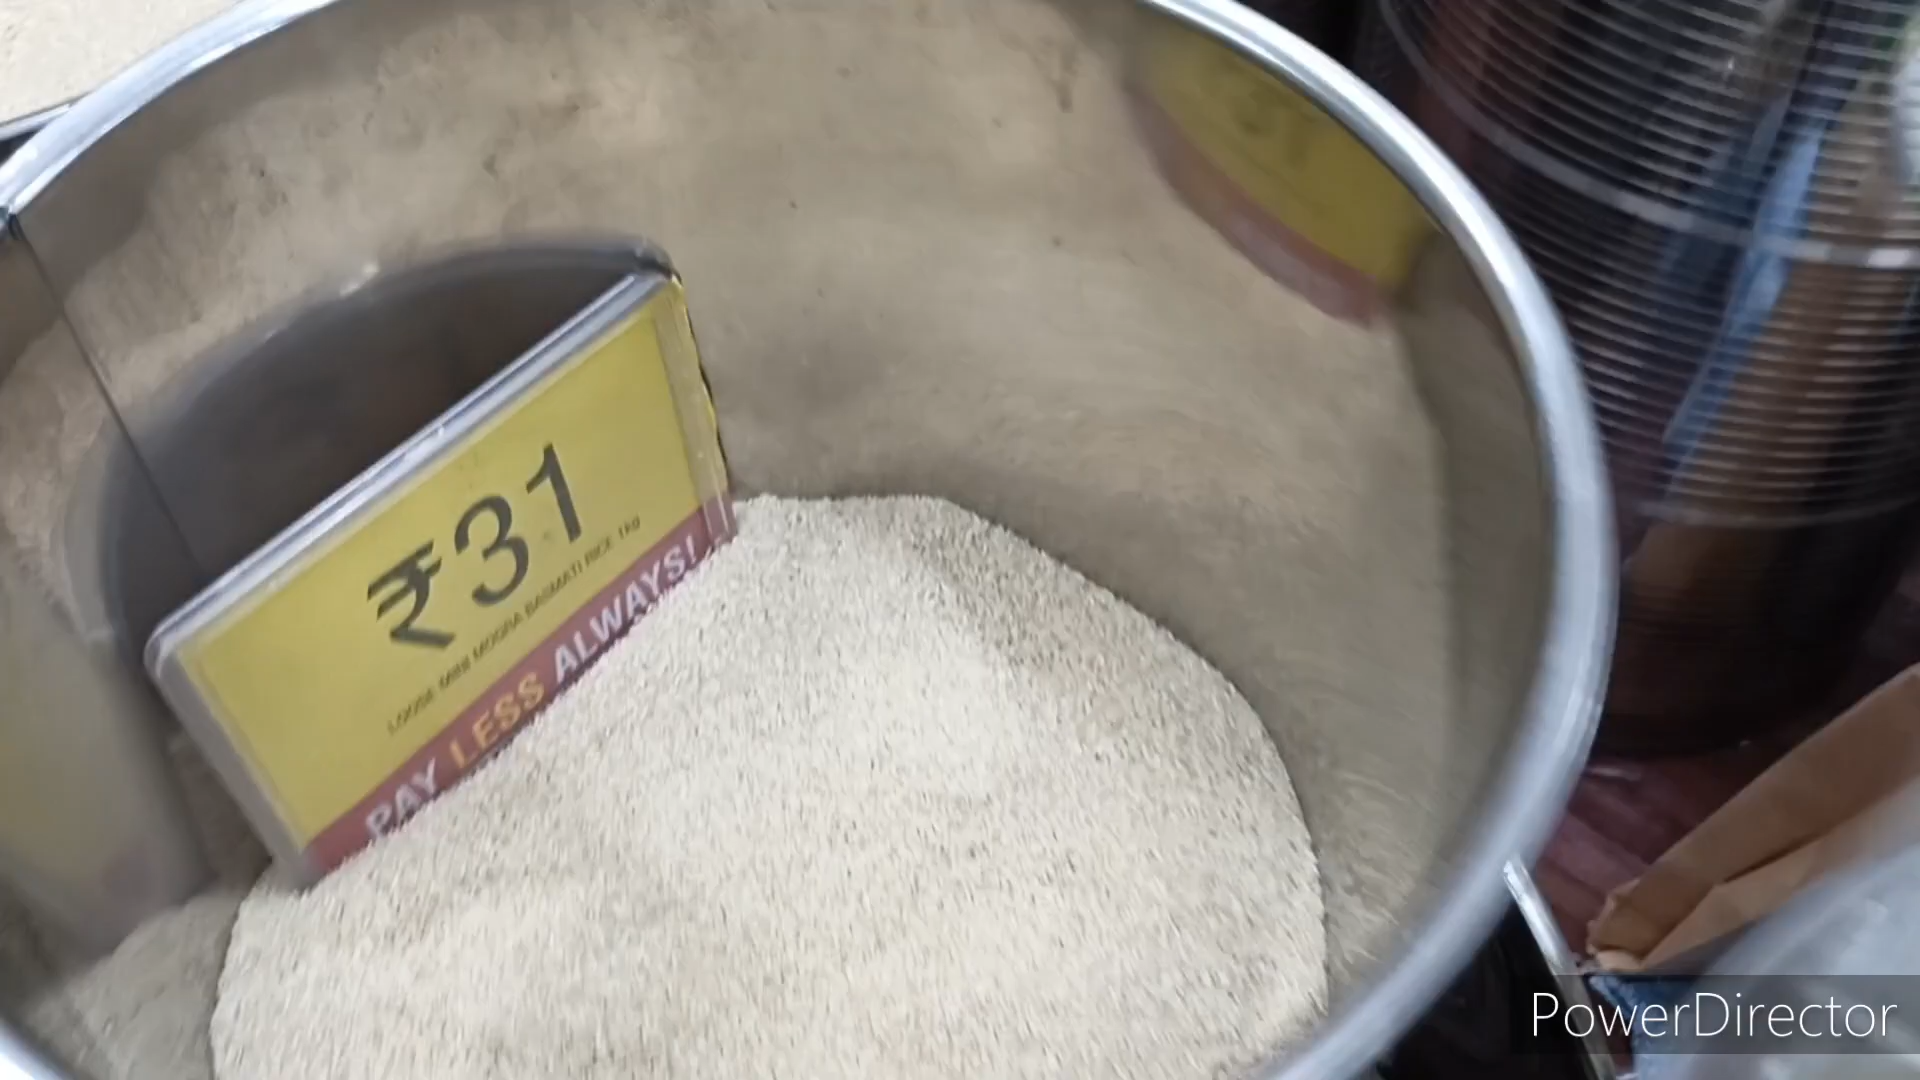 ₹31
LOOSE MINI MOGRA BASMATI RICE 1kg
PAY LESS ALWAYS!
PowerDirector